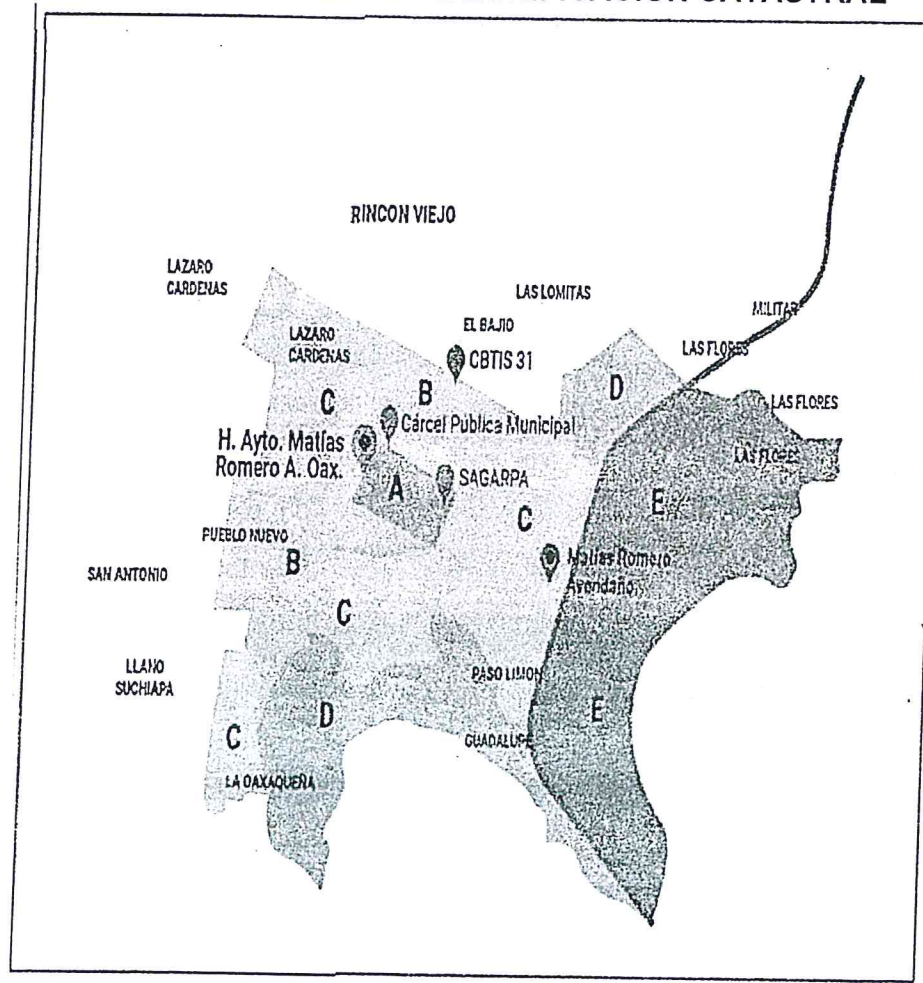 CATASTRAL
RINCON VIEJO
LAZARO
CARDENAS
LAS LOMITAS
MILITAR
EL BAJIO
LAZARO
CARDENAS
CBTIS 31
LAS FLORES
B
D
C
LAS FLORES
Cárcel Pública Municipal
H. Ayto. Matías
Romero A. Oax.
LAS FLORES
A
SAGARPA
E
C
PUEBLO NUEVO
B
Matías Romero
Avendaño
SAN ANTONIO
C
LLANO
SUCHIAPA
PASO LIMON
D
E
C
GUADALUPE
LA OAXAQUEÑA